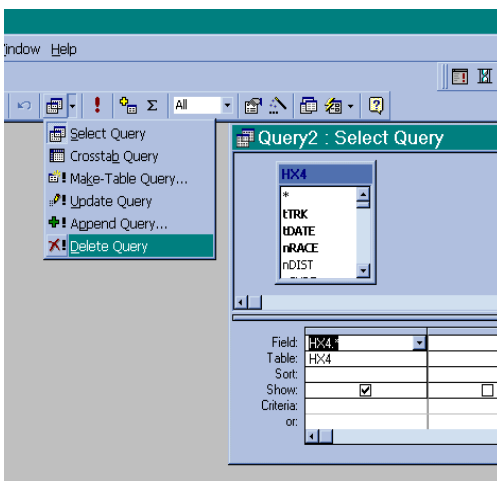 Window Help
All
Select Query
Crosstab Query
Make-Table Query...
Update Query
Append Query...
Delete Query
Query2 : Select Query
HX4
*
tTRK
tDATE
nRACE
nDIST
Field: HX4.*
Table: HX4
Sort:
Show:
Criteria:
or: